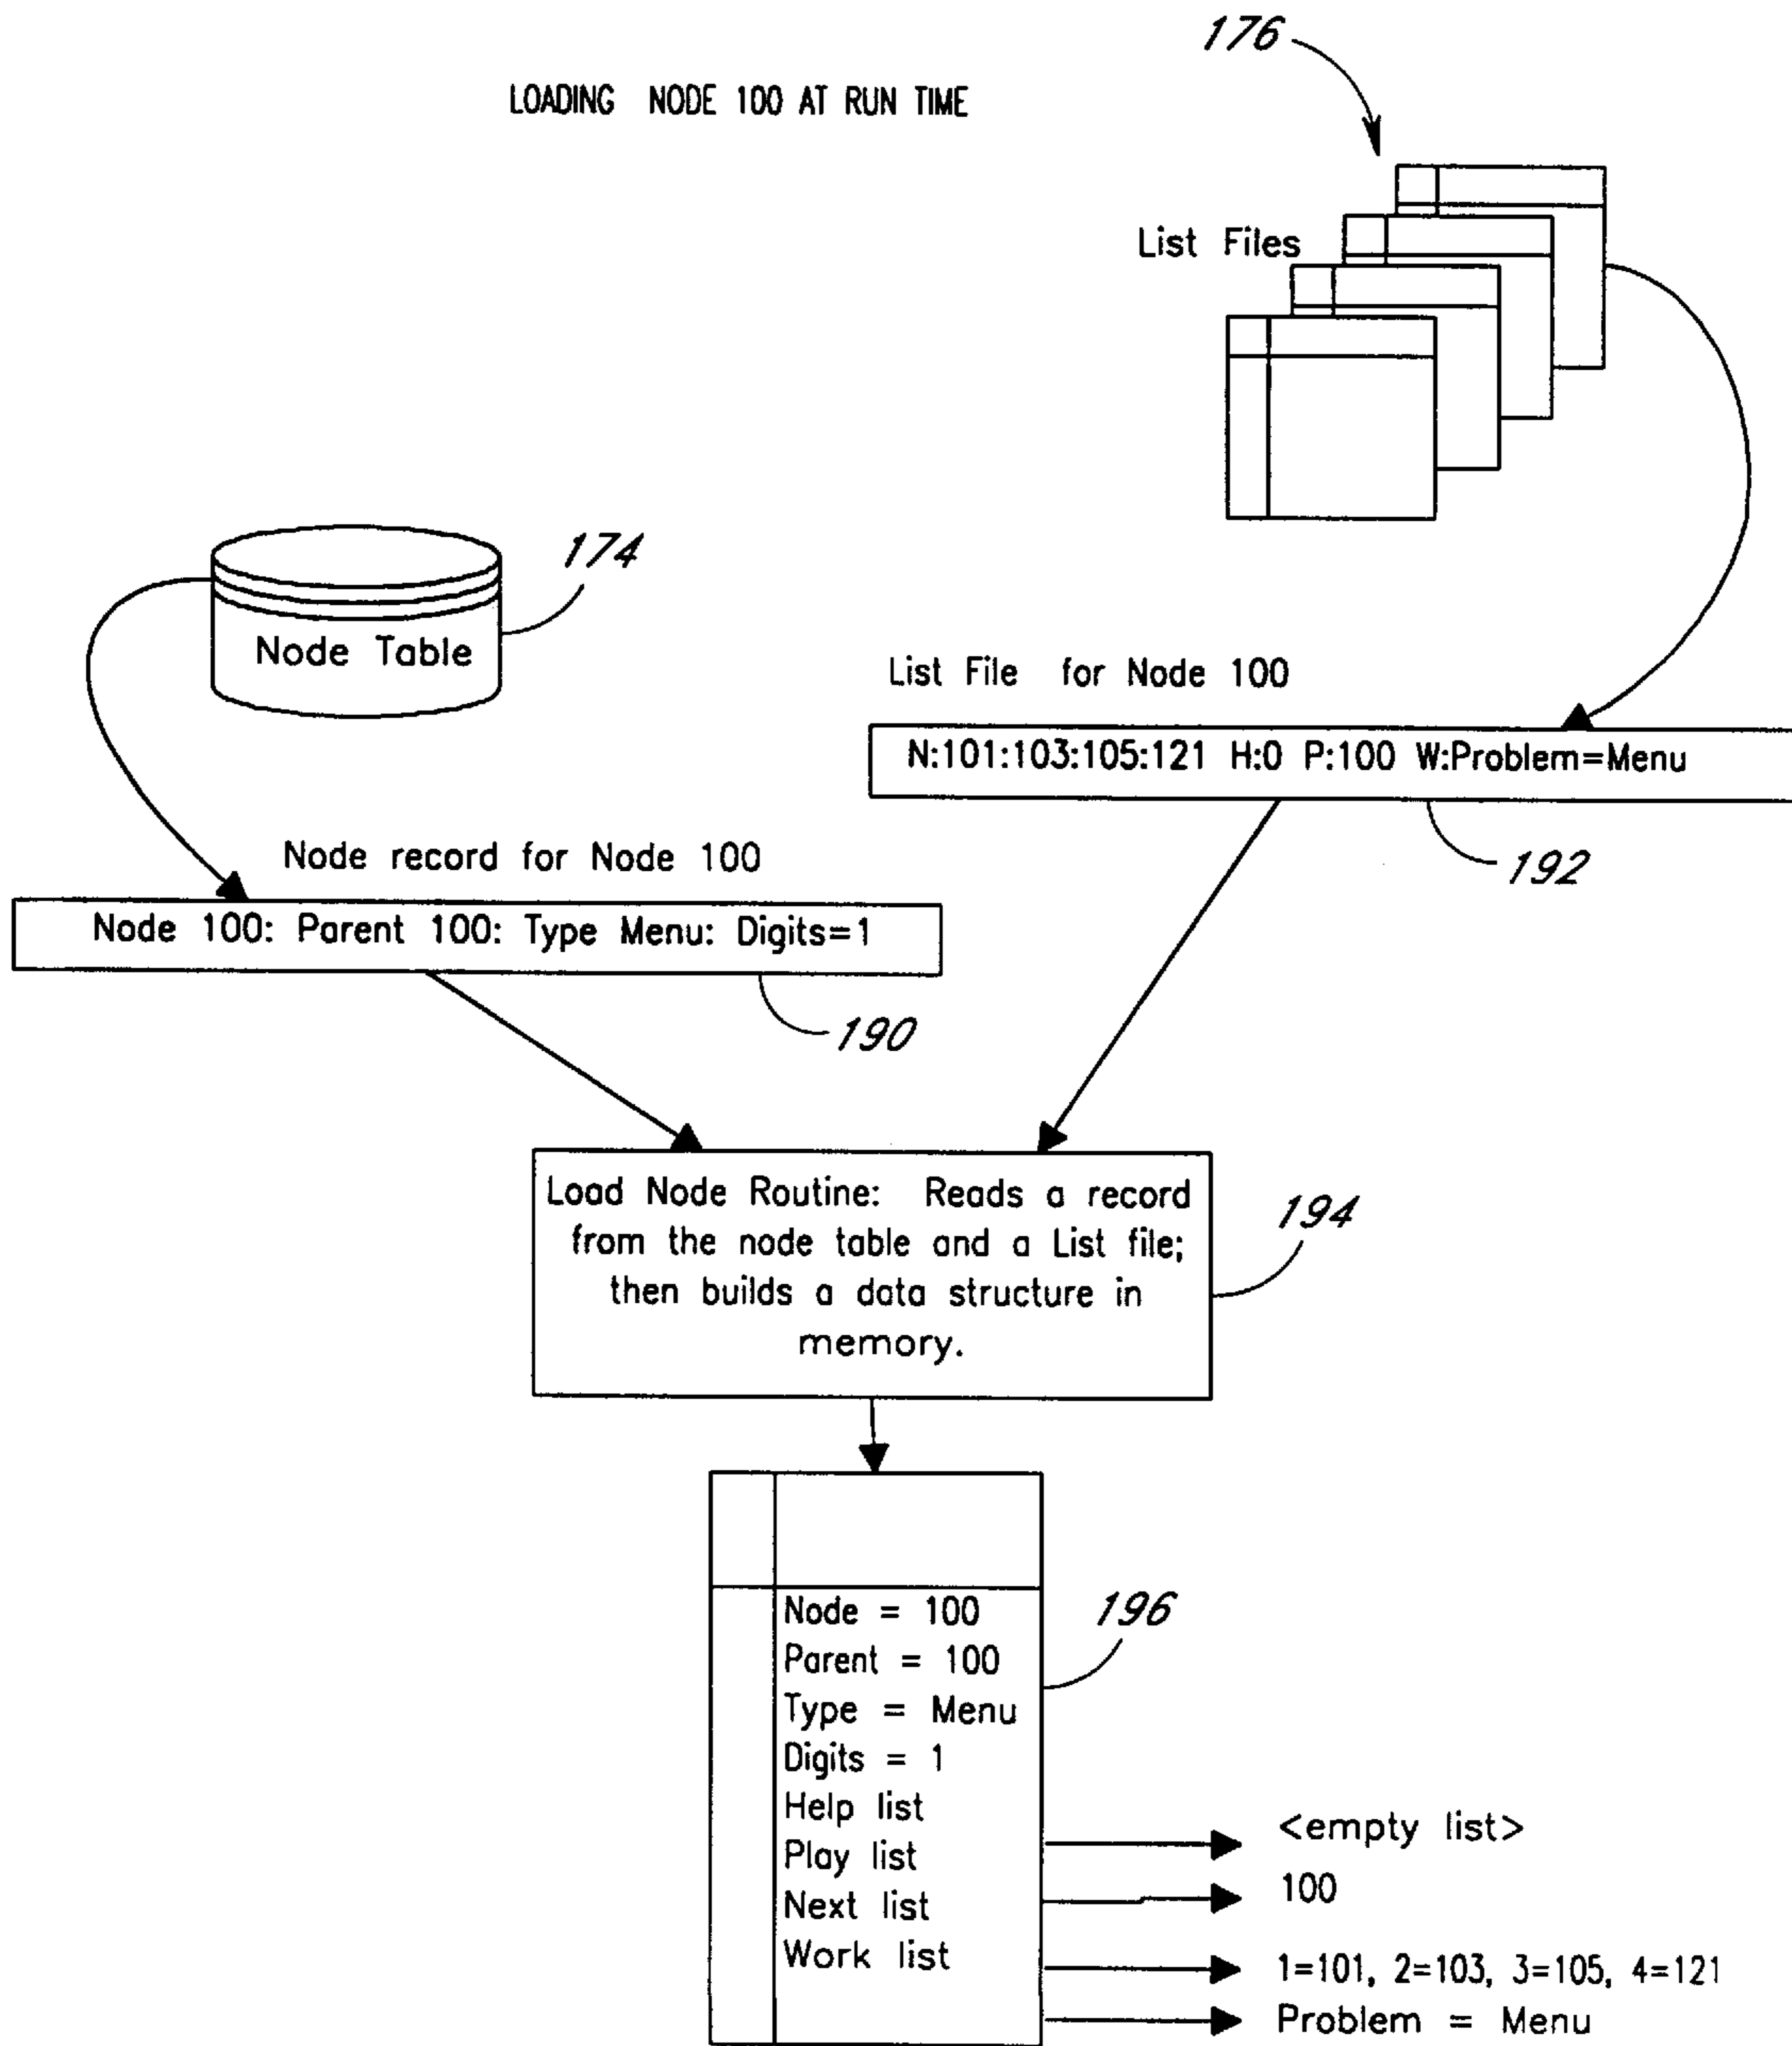 176
LOADING NODE 100 AT RUN TIME
List Files
174
Node Table
List File for Node 100
N:101:103:105:121 H:0 P:100 W:Problem=Menu
192
Node record for Node 100
Node 100: Parent 100: Type Menu: Digits=1
190
Load Node Routine: Reads a record
from the node table and a List file;
then builds a data structure in
memory.
194
Node = 100
196
Parent = 100
Type = Menu
Digits = 1
Help list
<empty list>
Play list
100
Next list
Work list
1=101, 2=103, 3=105, 4=121
Problem = Menu